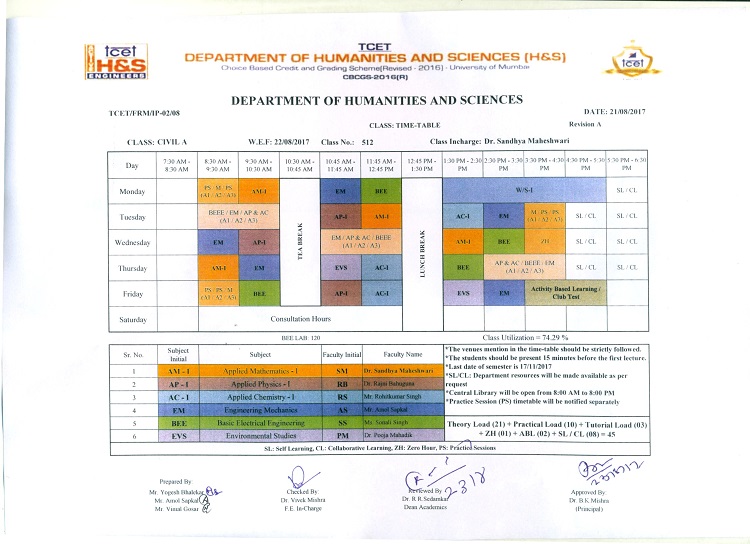 tcet
H&S
ENGINEERS
TCET
DEPARTMENT OF HUMANITIES AND SCIENCES [H&S]
Choice Based Credit and Grading Scheme(Revised - 2016) - University of Mumbai
CBCGS-2016(R)
tcet
DEPARTMENT OF HUMANITIES AND SCIENCES
TCET/FRM/IP-02/08 DATE: 21/08/2017
CLASS: TIME-TABLE Revision A
CLASS: CIVIL A W.E.F: 22/08/2017 Class No.: 512 Class Incharge: Dr. Sandhya Maheshwari
Day 7:30 AM - 8:30 AM 8:30 AM - 9:30 AM 9:30 AM - 10:30 AM 10:30 AM - 10:45 AM 10:45 AM - 11:45 AM 11:45 AM - 12:45 PM 12:45 PM - 1:30 PM 1:30 PM - 2:30 PM 2:30 PM - 3:30 PM 3:30 PM - 4:30 PM 4:30 PM - 5:30 PM 5:30 PM - 6:30 PM
Monday PS / M / PS (A1 / A2 / A3) AM-I EM BEE W/S-I SL / CL
Tuesday BEEE / EM / AP & AC (A1 / A2 / A3) AP-I AM-I AC-I EM M / PS / PS (A1 / A2 / A3) SL / CL SL / CL
TEA BREAK
LUNCH BREAK
Wednesday EM AP-I EM / AP & AC / BEEE (A1 / A2 / A3) AM-I BEE ZH SL / CL SL / CL
Thursday AM-I EM EVS AC-I BEE AP & AC / BEEE / EM (A1 / A2 / A3) SL / CL SL / CL
Friday PS / PS / M (A1 / A2 / A3) BEE AP-I AC-I EVS EM Activity Based Learning / Club Test
Saturday Consultation Hours
BEE LAB 120 Class Utilization = 74.29 %
Sr. No. Subject Initial Subject Faculty Initial Faculty Name
1 AM - I Applied Mathematics - I SM Dr. Sandhya Maheshwari
2 AP - I Applied Physics - I RB Dr. Rajni Bahuguna
3 AC - I Applied Chemistry - I RS Mr. Rohitkumar Singh
4 EM Engineering Mechanics AS Mr. Amol Sapkal
5 BEE Basic Electrical Engineering SS Ms. Sonali Singh
6 EVS Environmental Studies PM Dr. Pooja Mahadik
*The venues mention in the time-table should be strictly followed.
*The students should be present 15 minutes before the first lecture.
*Last date of semester is 17/11/2017
*SL/CL: Department resources will be made available as per
request
*Central Library will be open from 8:00 AM to 8:00 PM
*Practice Session (PS) timetable will be notified separately
Theory Load (21) + Practical Load (10) + Tutorial Load (03)
+ ZH (01) + ABL (02) + SL / CL (08) = 45
SL: Self Learning, CL: Collaborative Learning, ZH: Zero Hour, PS: Practice Sessions
Prepared By:
Mr. Yogesh Bhalekar
Mr. Amol Sapkal
Mr. Vimal Gosar
Checked By:
Dr. Vivek Mishra
F.E. In-Charge
Reviewed By:
Dr. R.R.Sedamkar
Dean Academics
Approved By:
Dr. B.K Mishra
(Principal)